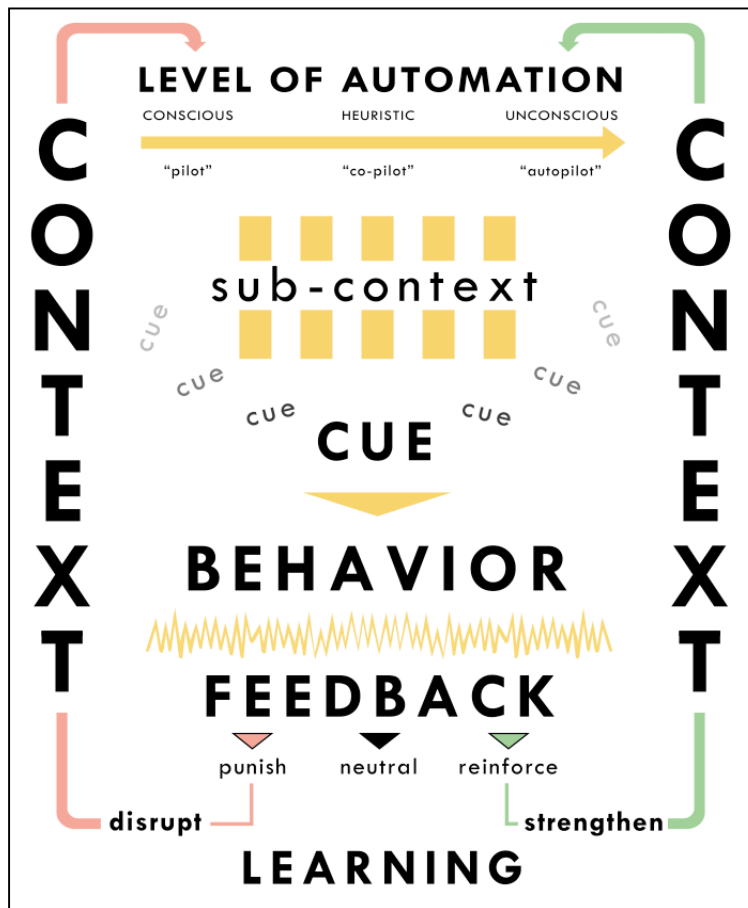 LEVEL OF AUTOMATION
CONSCIOUS HEURISTIC UNCONSCIOUS
"pilot" "co-pilot" "autopilot"
CONTEXT
CONTEXT
sub-context
cue cue
cue cue
cue cue
CUE
BEHAVIOR
FEEDBACK
punish neutral reinforce
disrupt strengthen
LEARNING